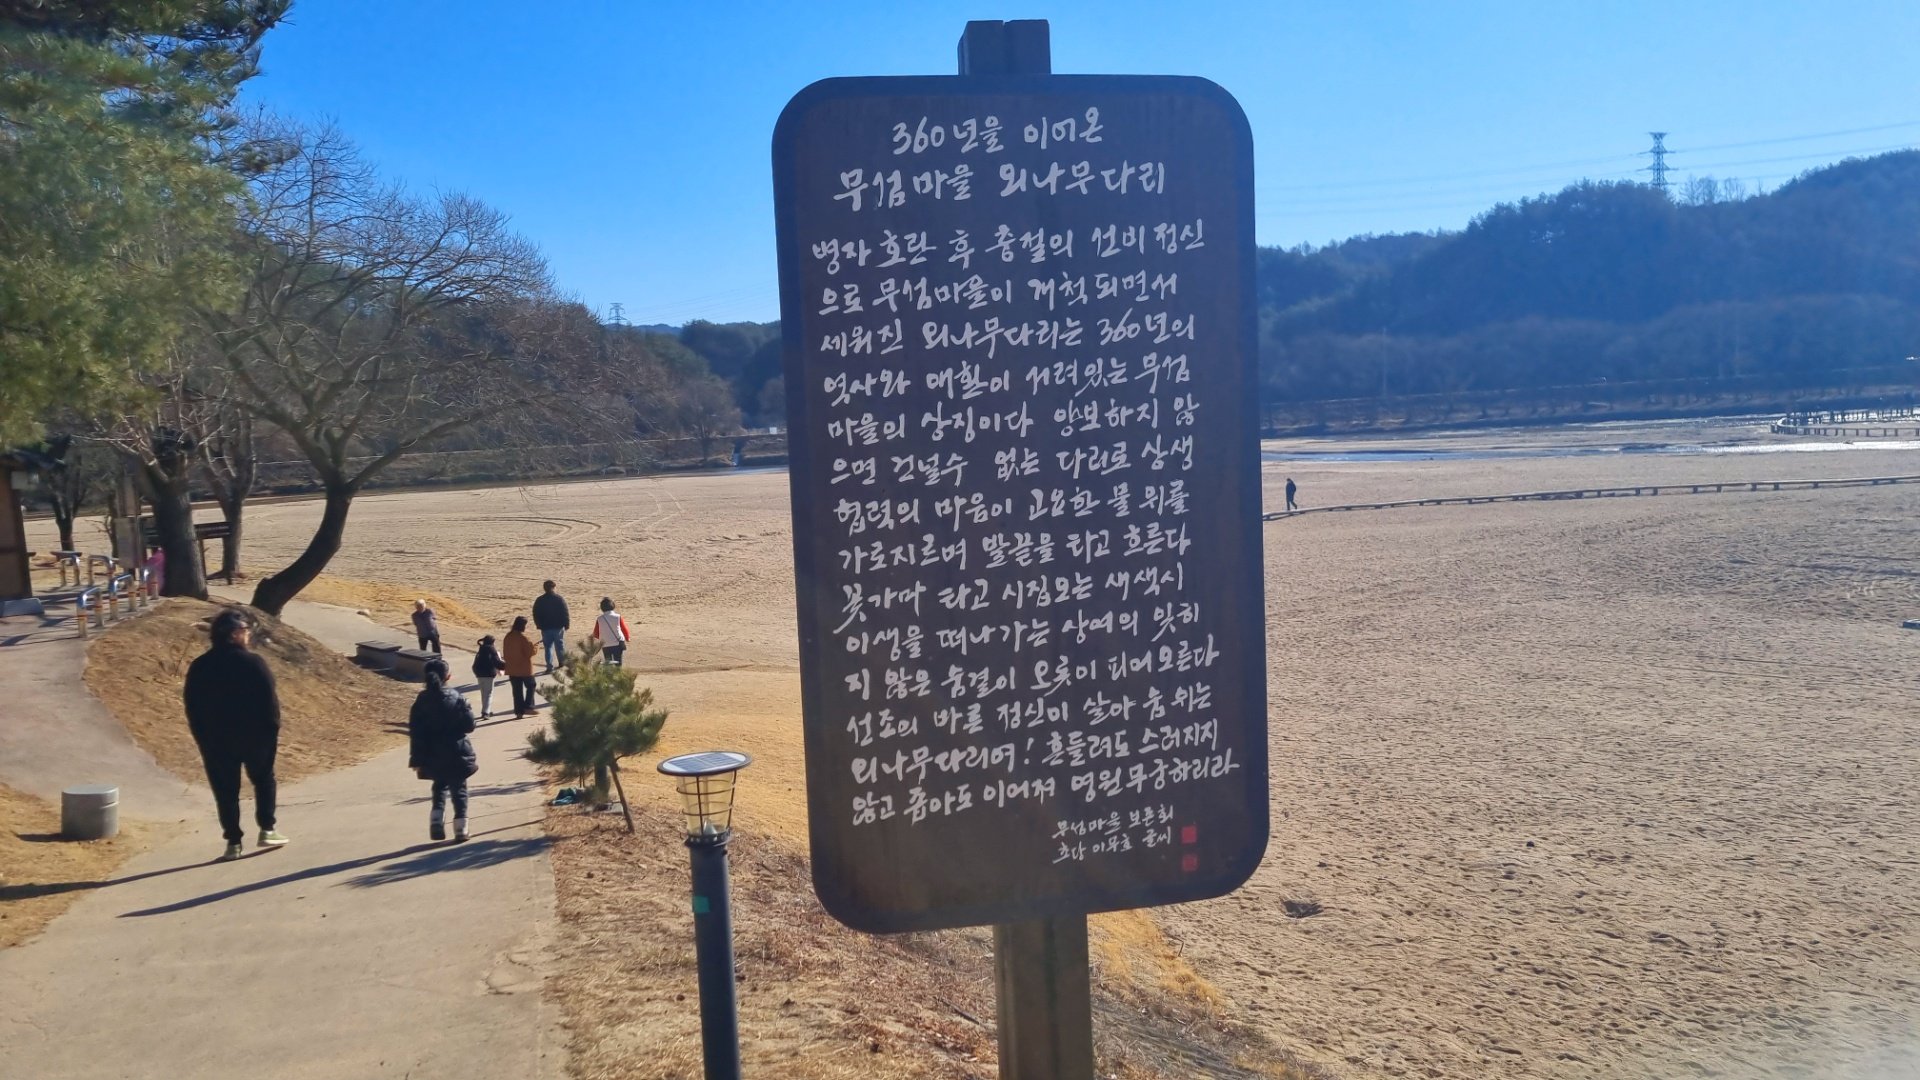 360년을 이어온
무섬마을 외나무다리
병자호란 후 충절의 선비정신
으로 무섬마을이 개척되면서
세워진 외나무다리는 360년의
역사와 애환이 서려있는 무섬
마을의 상징이다 양보하지 않
으면 건널수 없는 다리로 상생
협력의 마음이 고요한 물 위를
가로지르며 발끝을 타고 흐른다
꽃가마 타고 시집오는 새색시
이생을 떠나가는 상여의 잊히
지 않은 숨결이 오롯이 피어오른다
선조의 바른 정신이 살아 숨쉬는
외나무다리여! 흔들려도 스러지지
않고 좁아도 이어져 영원무궁하리라
무섬마을 보존회
초당 이무호 글씨